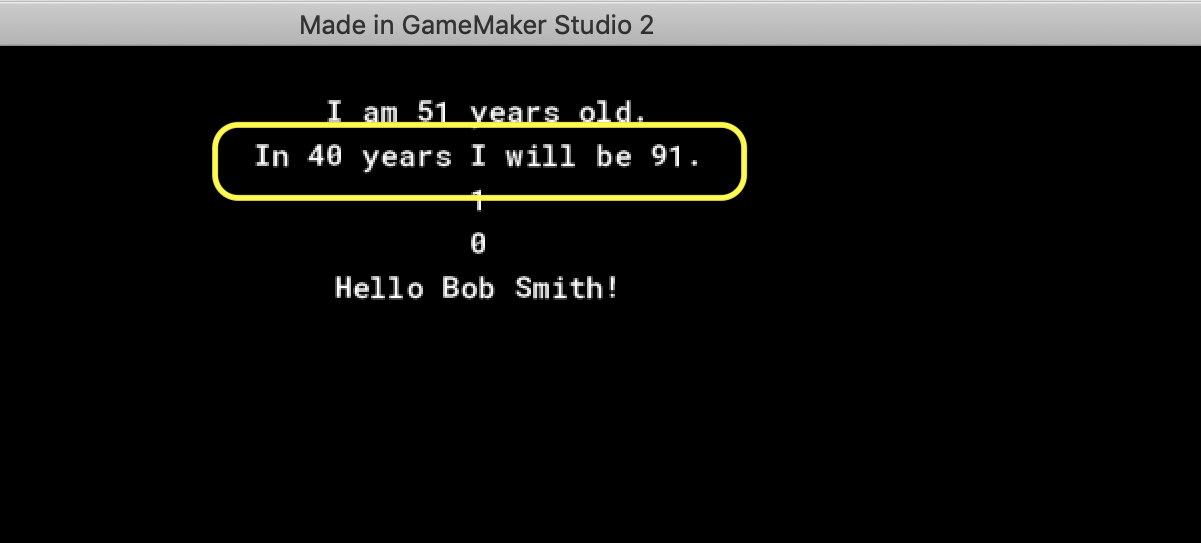 Made in GameMaker Studio 2
I am 51 years old.
In 40 years I will be 91.
1
0
Hello Bob Smith!